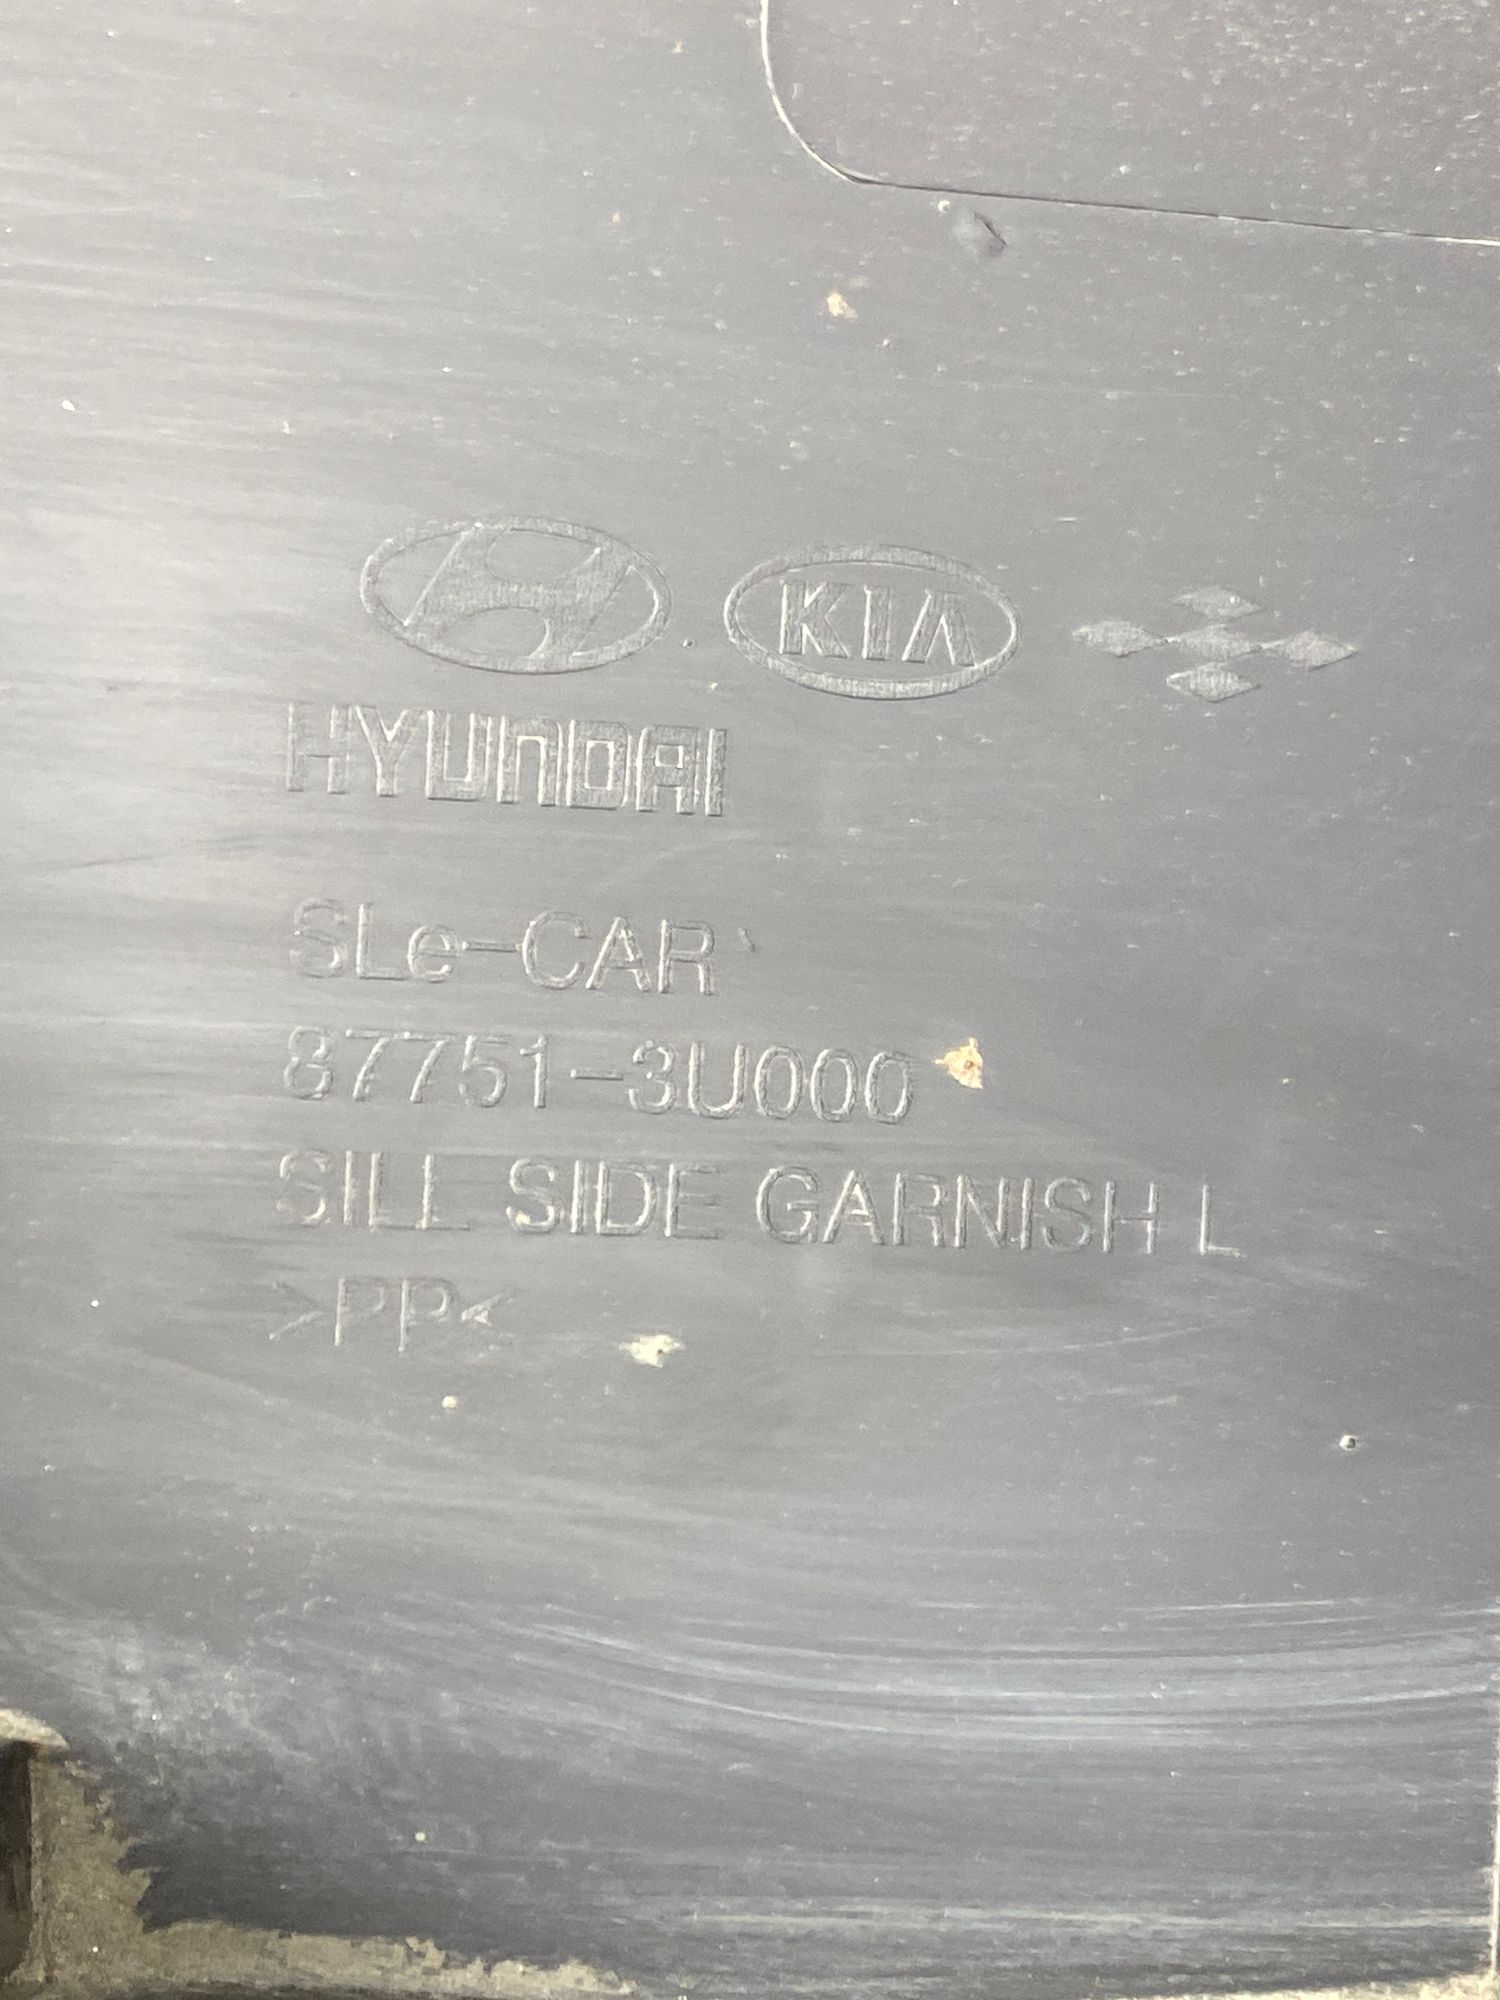 KIA
HYUNDAI
SLe-CAR
87751-3U000
SILL SIDE GARNISH L
>PP<